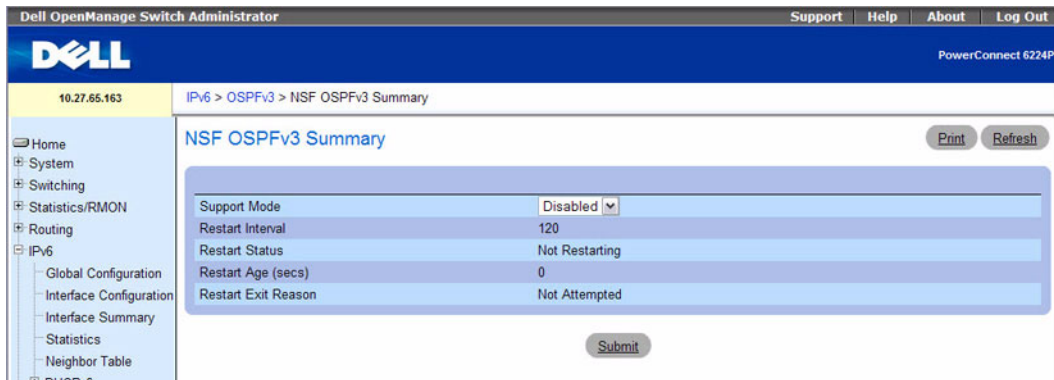 Dell OpenManage Switch Administrator Support Help About Log Out
DELL
PowerConnect 6224P
10.27.65.163 IPv6 > OSPFv3 > NSF OSPFv3 Summary
NSF OSPFv3 Summary Print Refresh
Home
System
Switching
Statistics/RMON
Routing
IPv6
Global Configuration
Interface Configuration
Interface Summary
Statistics
Neighbor Table
Support Mode Disabled
Restart Interval 120
Restart Status Not Restarting
Restart Age (secs) 0
Restart Exit Reason Not Attempted
Submit